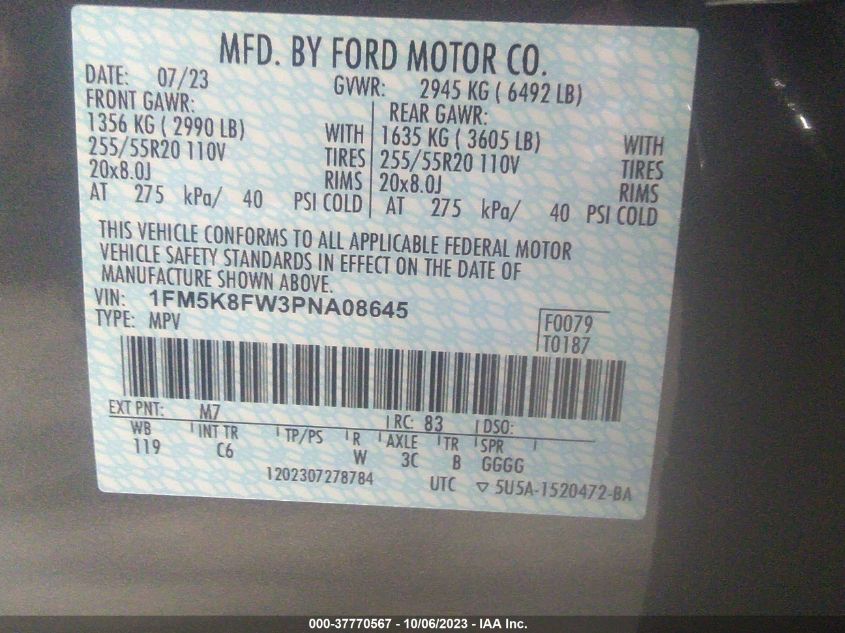 MFD. BY FORD MOTOR CO.
DATE: 07/23 GVWR: 2945 KG ( 6492 LB)
FRONT GAWR: REAR GAWR:
1356 KG ( 2990 LB) WITH 1635 KG ( 3605 LB) WITH
255/55R20 110V TIRES 255/55R20 110V TIRES
20x8.0J RIMS 20x8.0J RIMS
AT 275 kPa/ 40 PSI COLD AT 275 kPa/ 40 PSI COLD
THIS VEHICLE CONFORMS TO ALL APPLICABLE FEDERAL MOTOR
VEHICLE SAFETY STANDARDS IN EFFECT ON THE DATE OF
MANUFACTURE SHOWN ABOVE.
VIN: 1FM5K8FW3PNA08645
TYPE: MPV
F0079
T0187
EXT PNT: M7 RC: 83 DSO:
WB INT TR TP/PS R AXLE TR SPR
119 C6 W 3C B GGGG
1202307278784 UTC ▽ 5U5A-1520472-BA
000-37770567 - 10/06/2023 - IAA Inc.